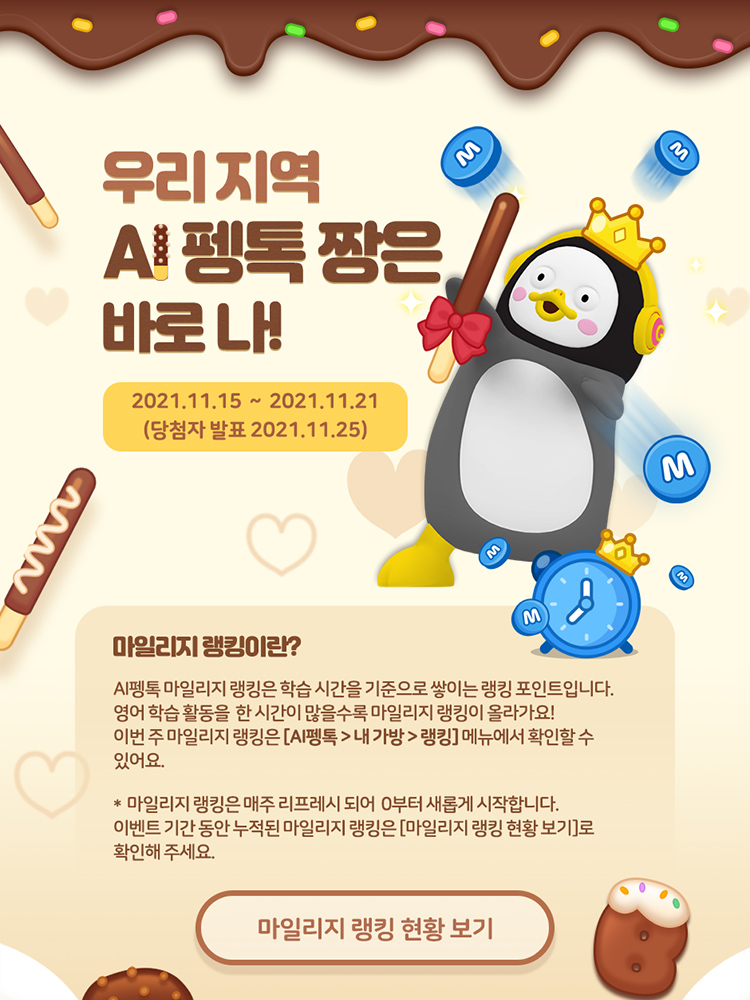 우리 지역
AI 펭톡 짱은
바로 나!
2021.11.15 ~ 2021.11.21
(당첨자 발표 2021.11.25)
M
M
M
M
M
M
마일리지 랭킹이란?
AI펭톡 마일리지 랭킹은 학습 시간을 기준으로 쌓이는 랭킹 포인트입니다.
영어 학습 활동을 한 시간이 많을수록 마일리지 랭킹이 올라가요!
이번 주 마일리지 랭킹은 [AI펭톡 > 내 가방 > 랭킹] 메뉴에서 확인할 수
있어요.
* 마일리지 랭킹은 매주 리프레시 되어 0부터 새롭게 시작합니다.
이벤트 기간 동안 누적된 마일리지 랭킹은 [마일리지 랭킹 현황 보기]로
확인해 주세요.
마일리지 랭킹 현황 보기
B